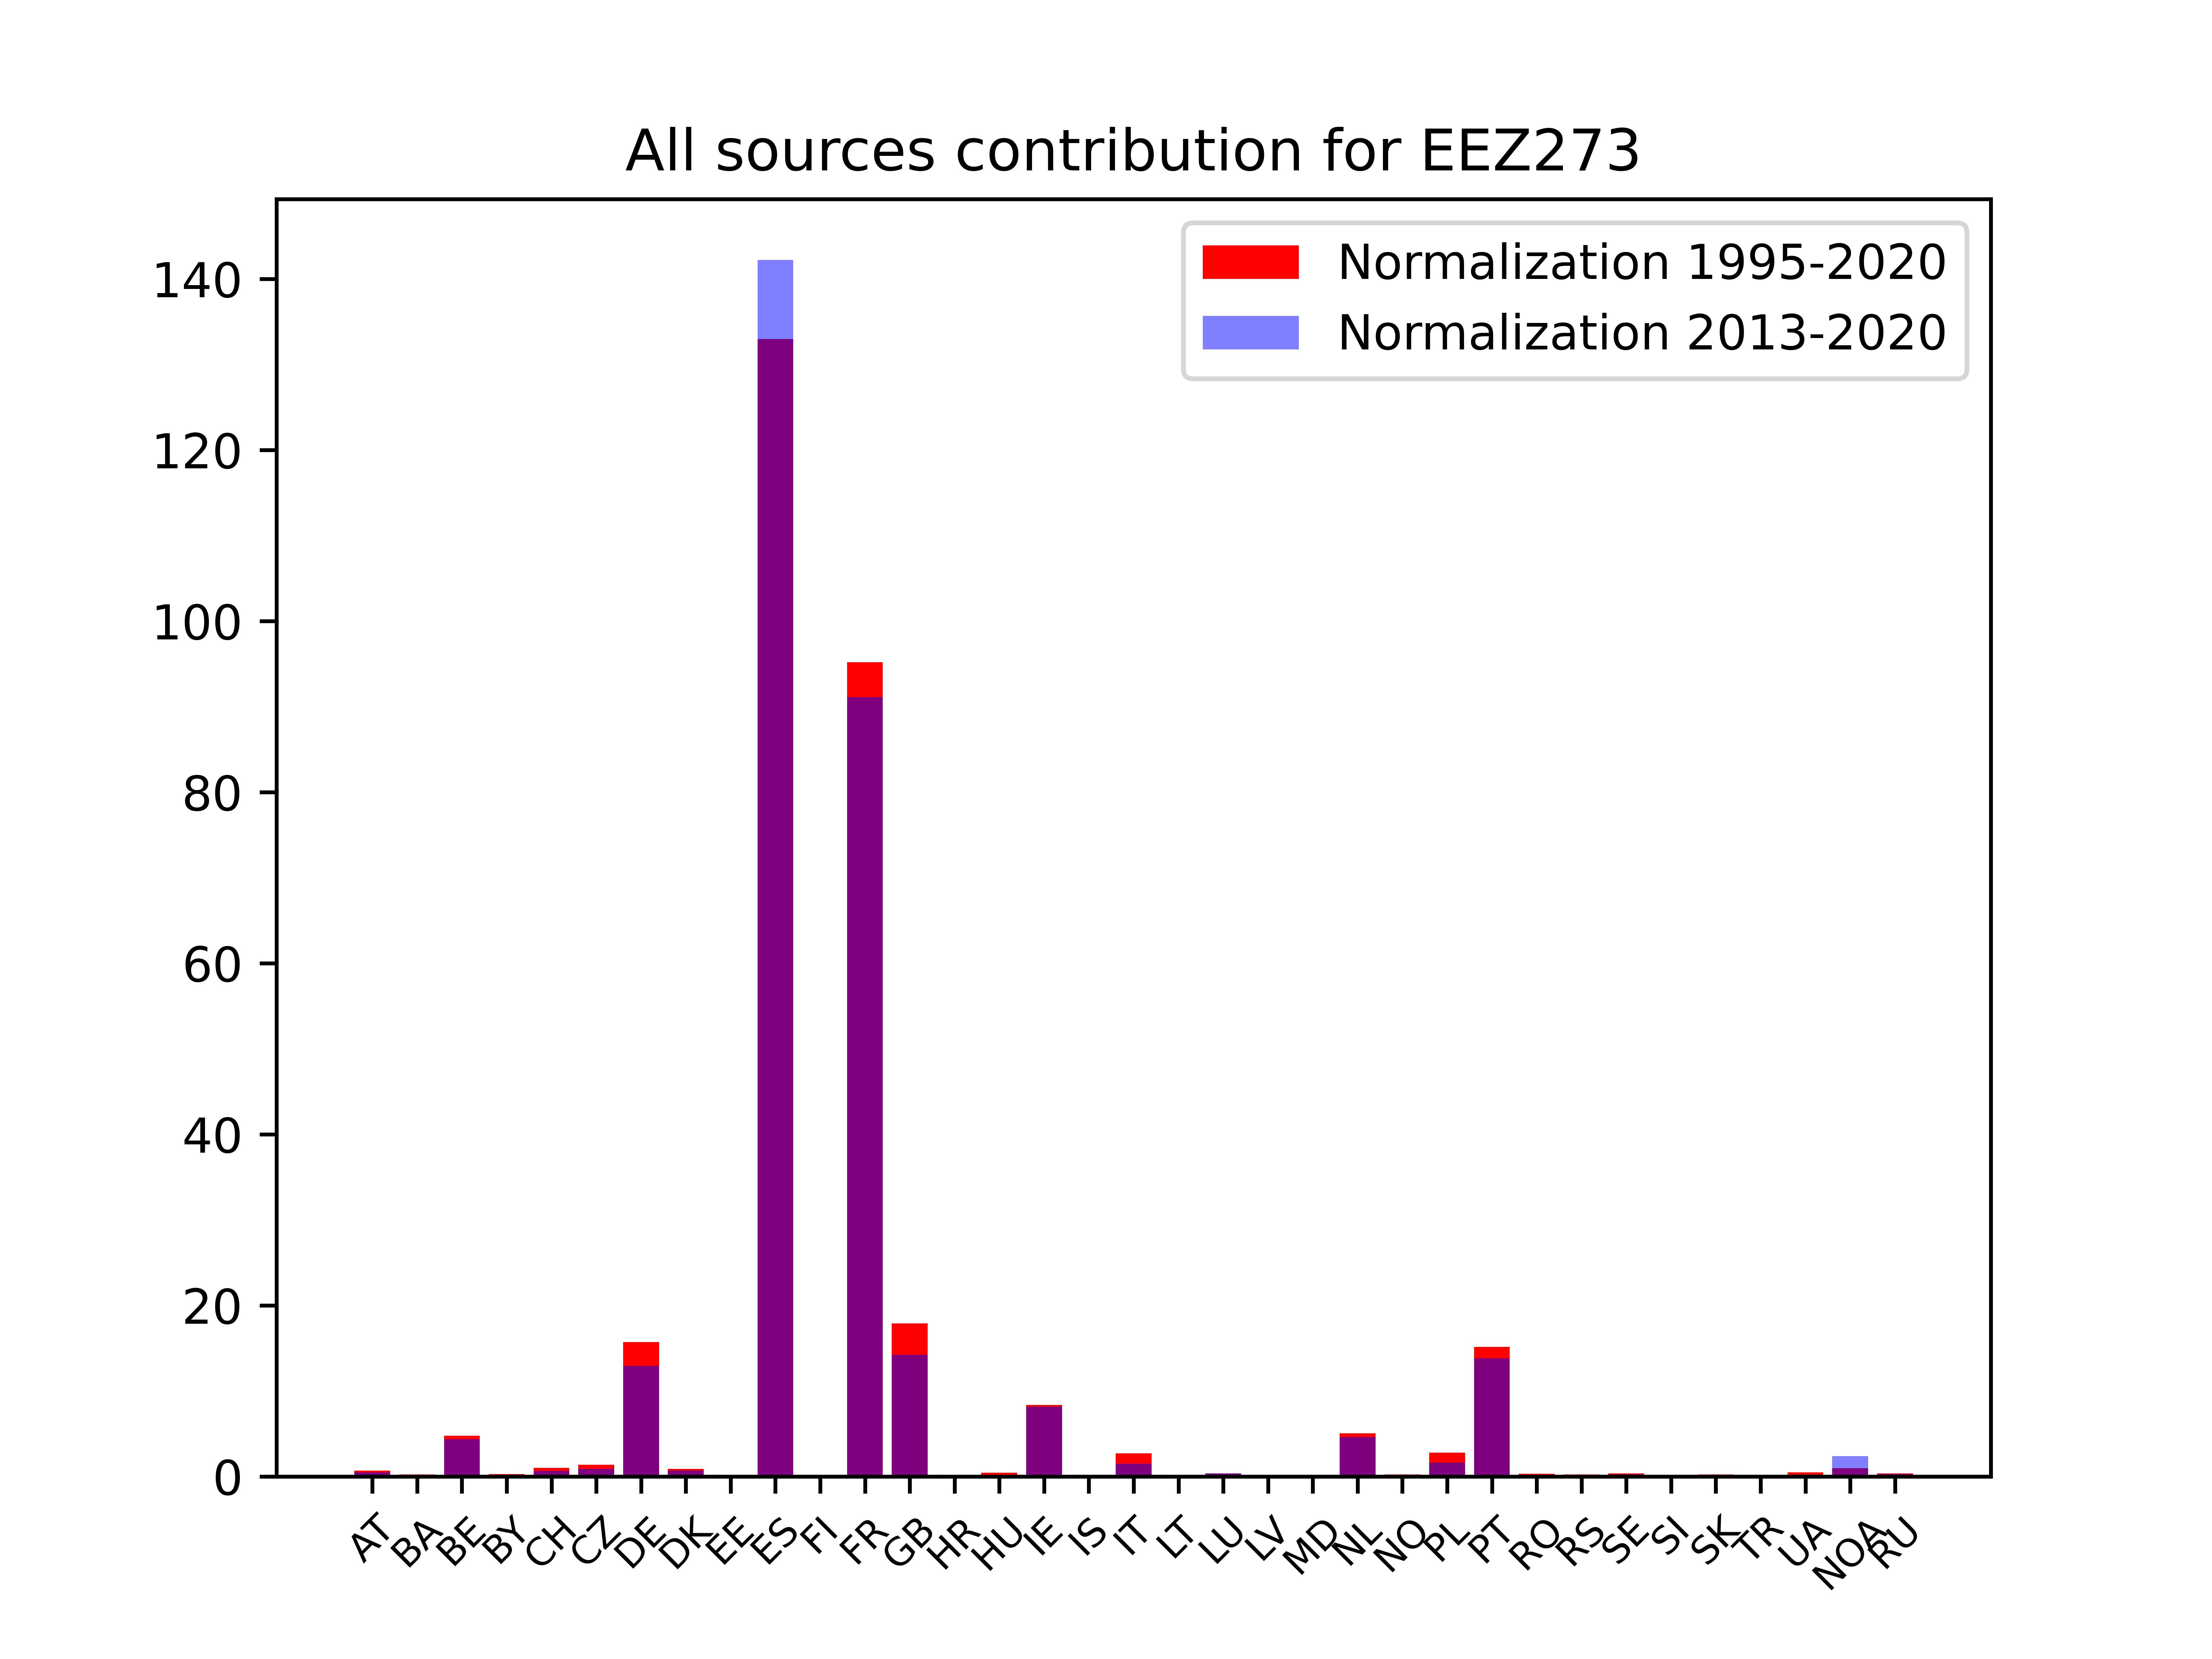 All sources contribution for EEZ273
Normalization 1995-2020
Normalization 2013-2020
140
120
100
80
60
40
20
0
AT
BA
BE
BY
CH
CZ
DE
DK
EE
ES
FI
FR
GB
HR
HU
IE
IS
IT
LT
LU
LV
MD
NL
NO
PL
PT
RO
RS
SE
SI
SK
TR
UA
NOA
RU